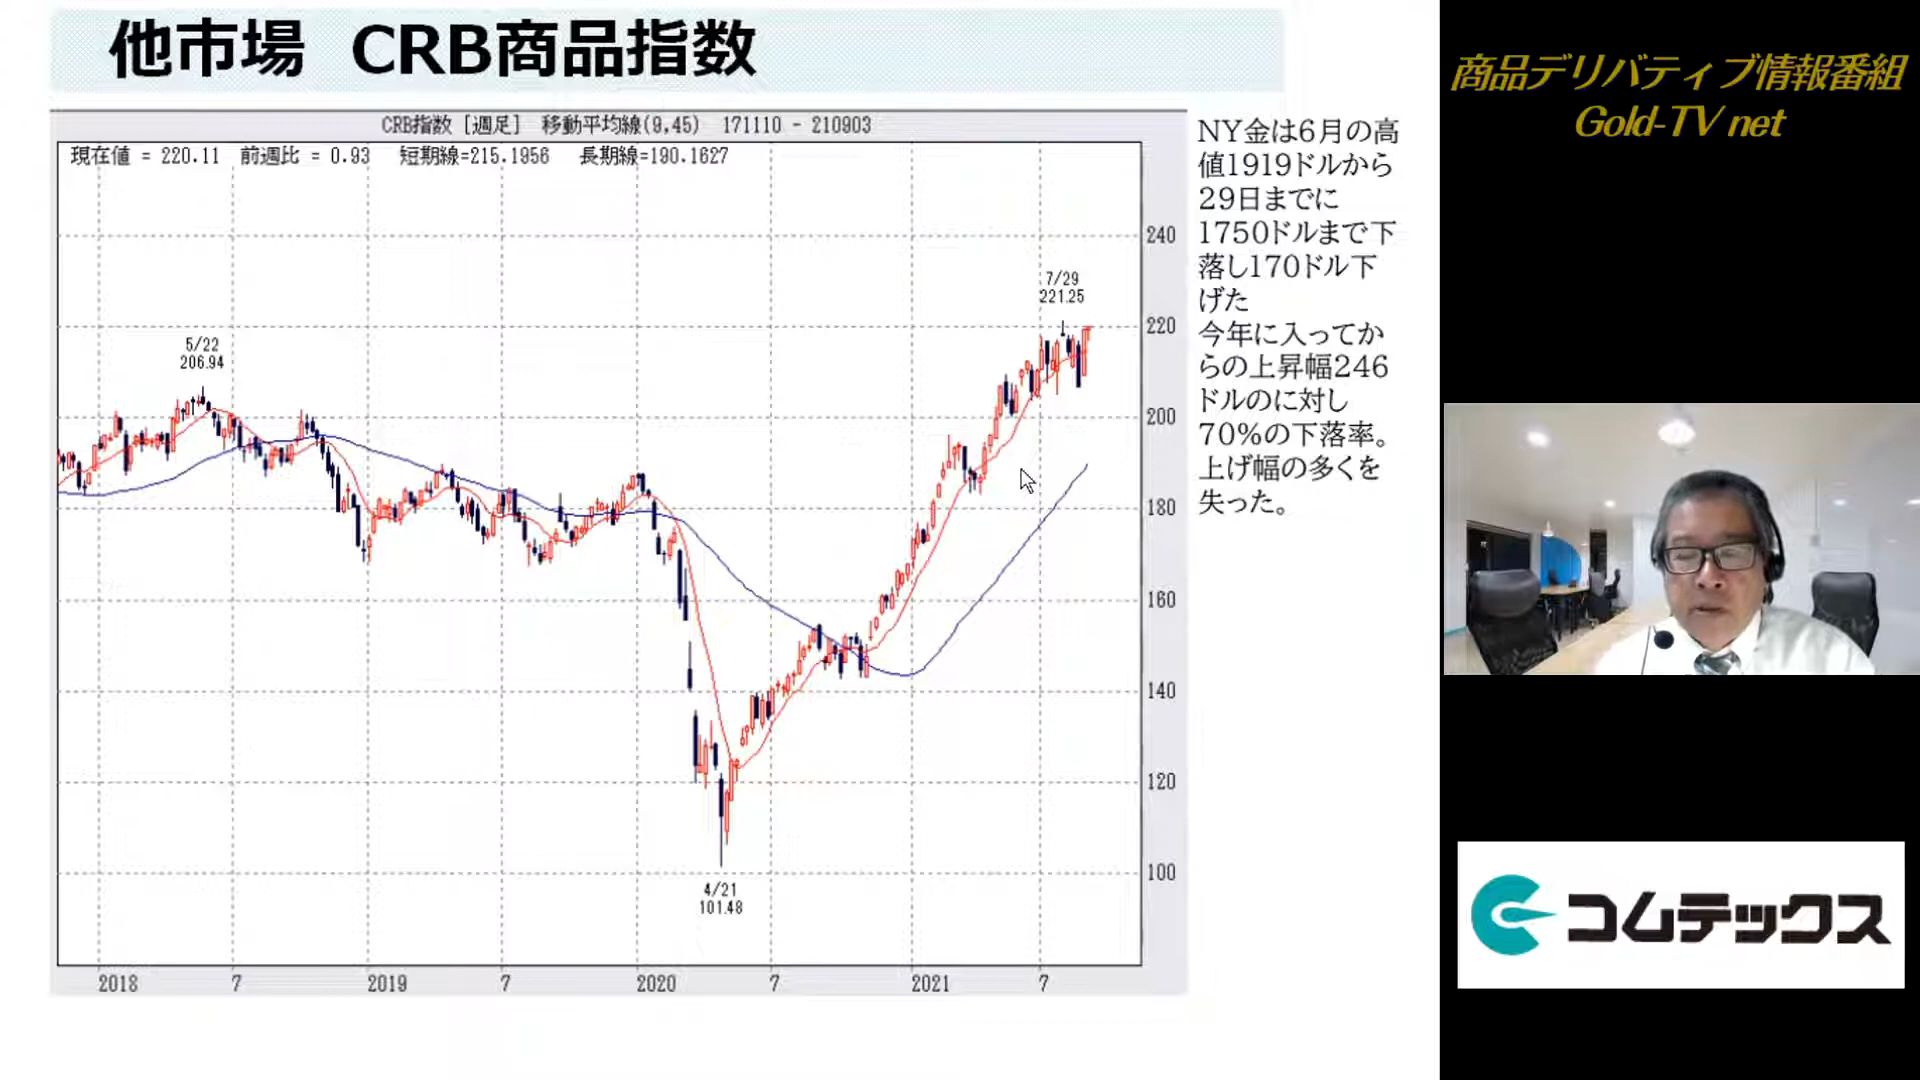 他市場　CRB商品指数
CRB指数 [週足]　移動平均線(9,45)　171110 - 210903
現在値 = 220.11　前週比 = 0.93　短期線=215.1956　長期線=190.1627
240
220
200
180
160
140
120
100
5/22
206.94
7/29
221.25
4/21
101.48
2018
7
2019
7
2020
7
2021
7
NY金は6月の高
値1919ドルから
29日までに
1750ドルまで下
落し170ドル下
げた
今年に入ってか
らの上昇幅246
ドルのに対し
70%の下落率。
上げ幅の多くを
失った。
商品デリバティブ情報番組
Gold-TV net
コムテックス